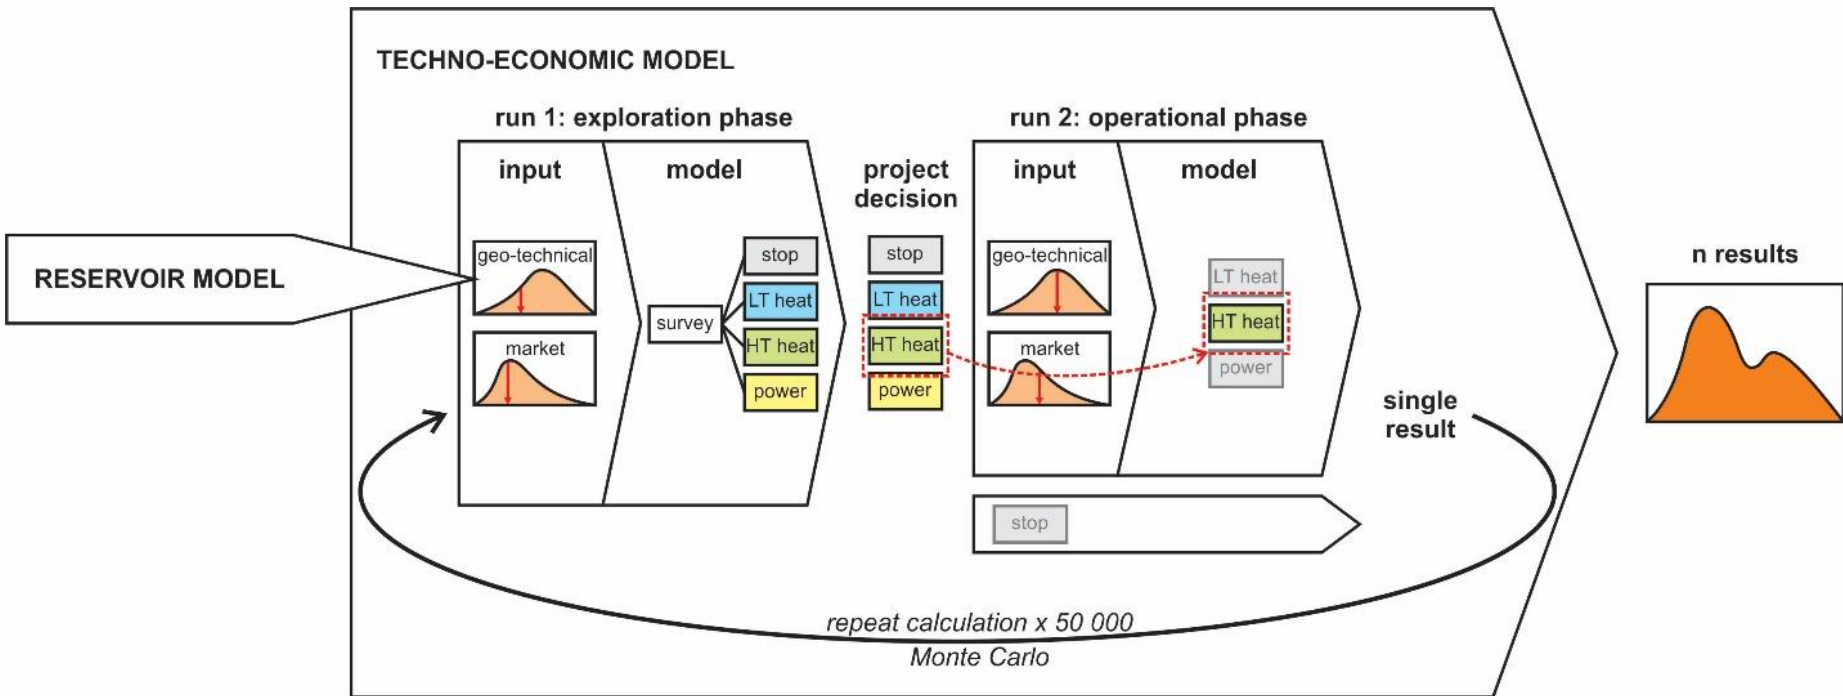 TECHNO-ECONOMIC MODEL
run 1: exploration phase
input
model
RESERVOIR MODEL
geo-technical
market
survey
stop
LT heat
HT heat
power
project
decision
stop
LT heat
HT heat
power
run 2: operational phase
input
model
geo-technical
market
LT heat
HT heat
power
stop
single
result
repeat calculation x 50 000
Monte Carlo
n results